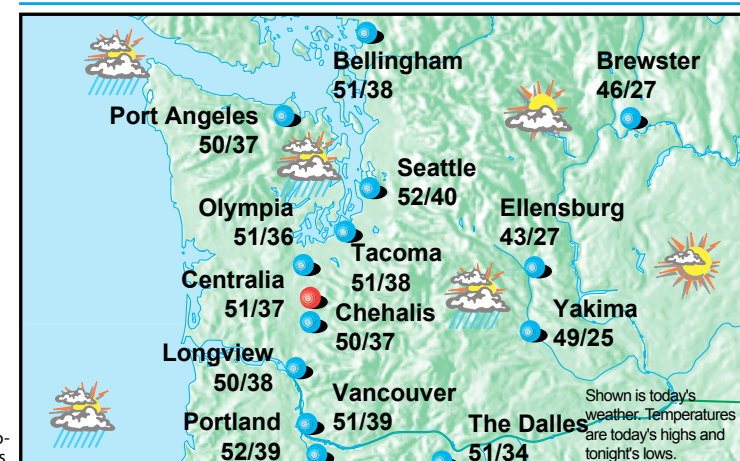 Bellingham
51/38
Brewster
46/27
Port Angeles
50/37
Seattle
52/40
Olympia
51/36
Ellensburg
43/27
Tacoma
51/38
Centralia
51/37
Chehalis
50/37
Yakima
49/25
Longview
50/38
Vancouver
51/39
Portland
52/39
The Dalles
51/34
Shown is today's
weather. Temperatures
are today's highs and
tonight's lows.
o-
s